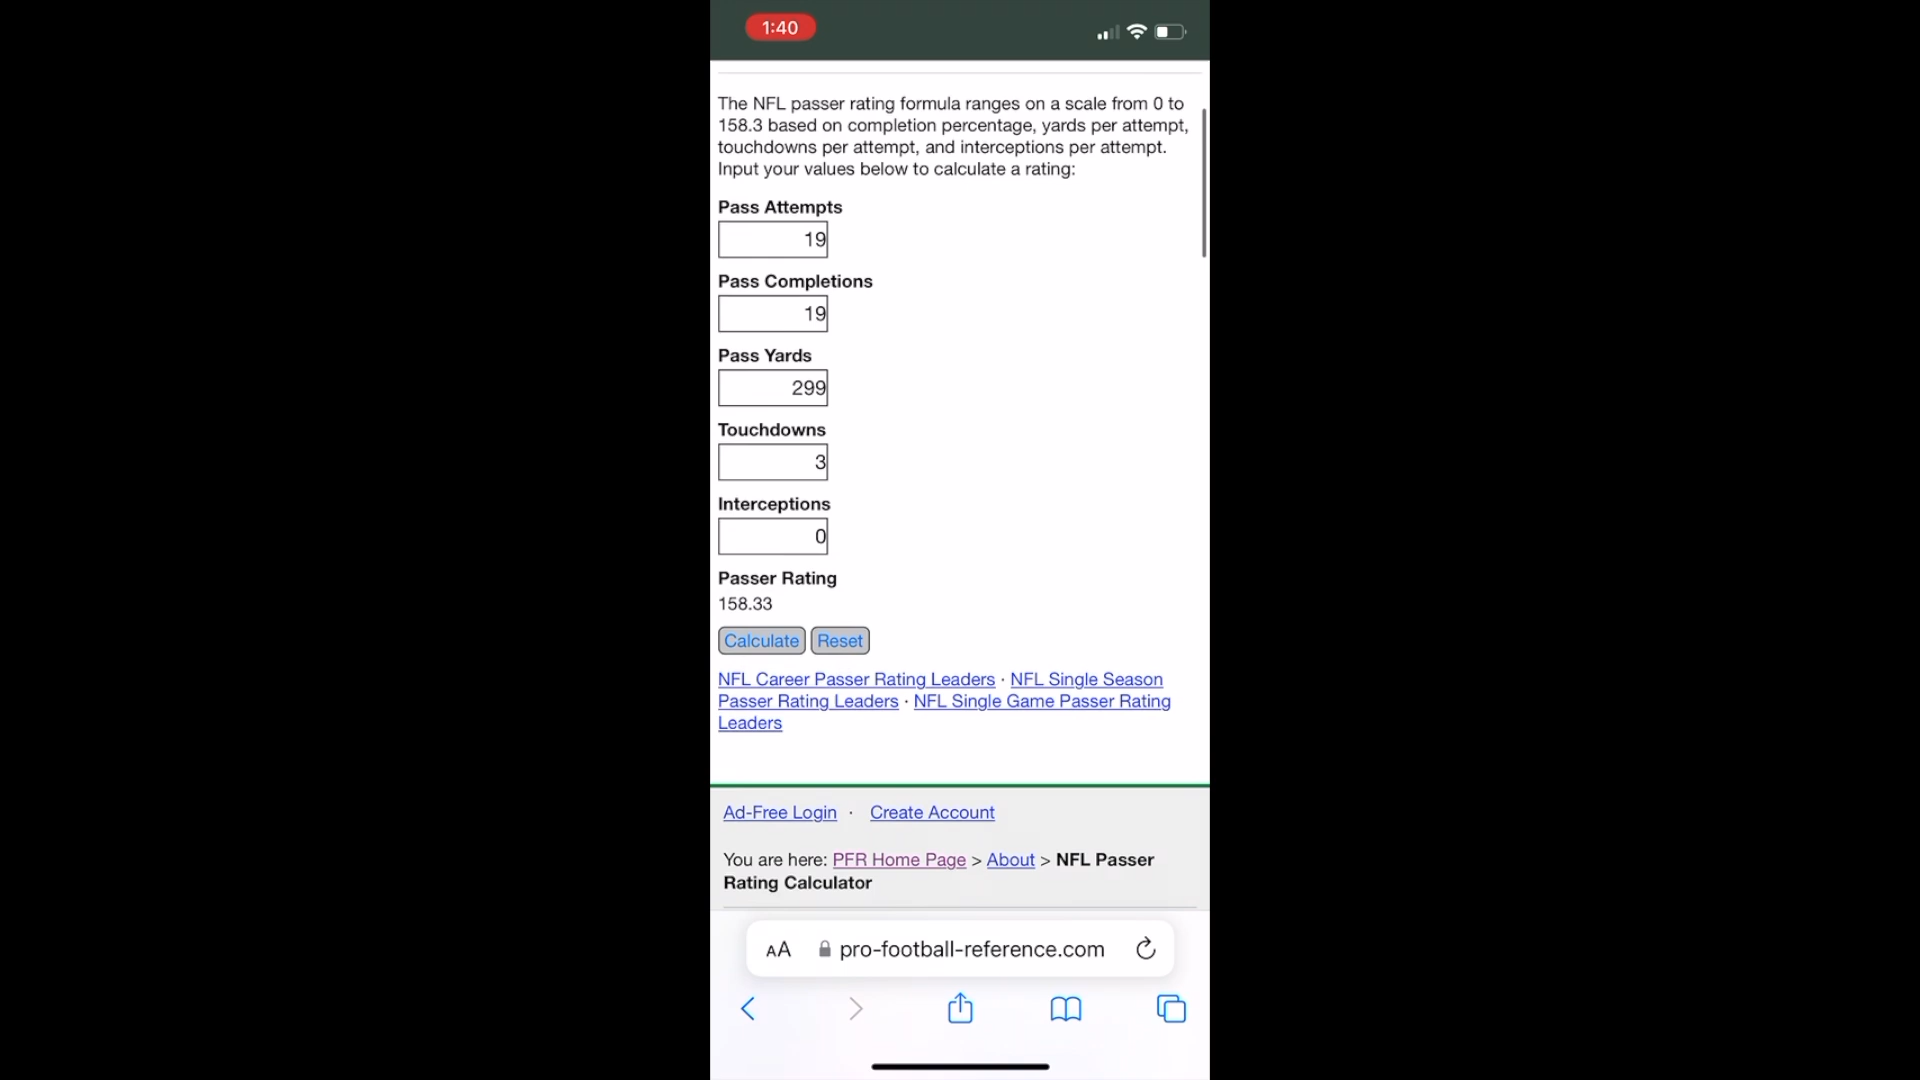 1:40
The NFL passer rating formula ranges on a scale from 0 to
158.3 based on completion percentage, yards per attempt,
touchdowns per attempt, and interceptions per attempt.
Input your values below to calculate a rating:
Pass Attempts
19
Pass Completions
19
Pass Yards
299
Touchdowns
3
Interceptions
0
Passer Rating
158.33
Calculate Reset
NFL Career Passer Rating Leaders · NFL Single Season
Passer Rating Leaders · NFL Single Game Passer Rating
Leaders
Ad-Free Login · Create Account
You are here: PFR Home Page > About > NFL Passer
Rating Calculator
AA pro-football-reference.com